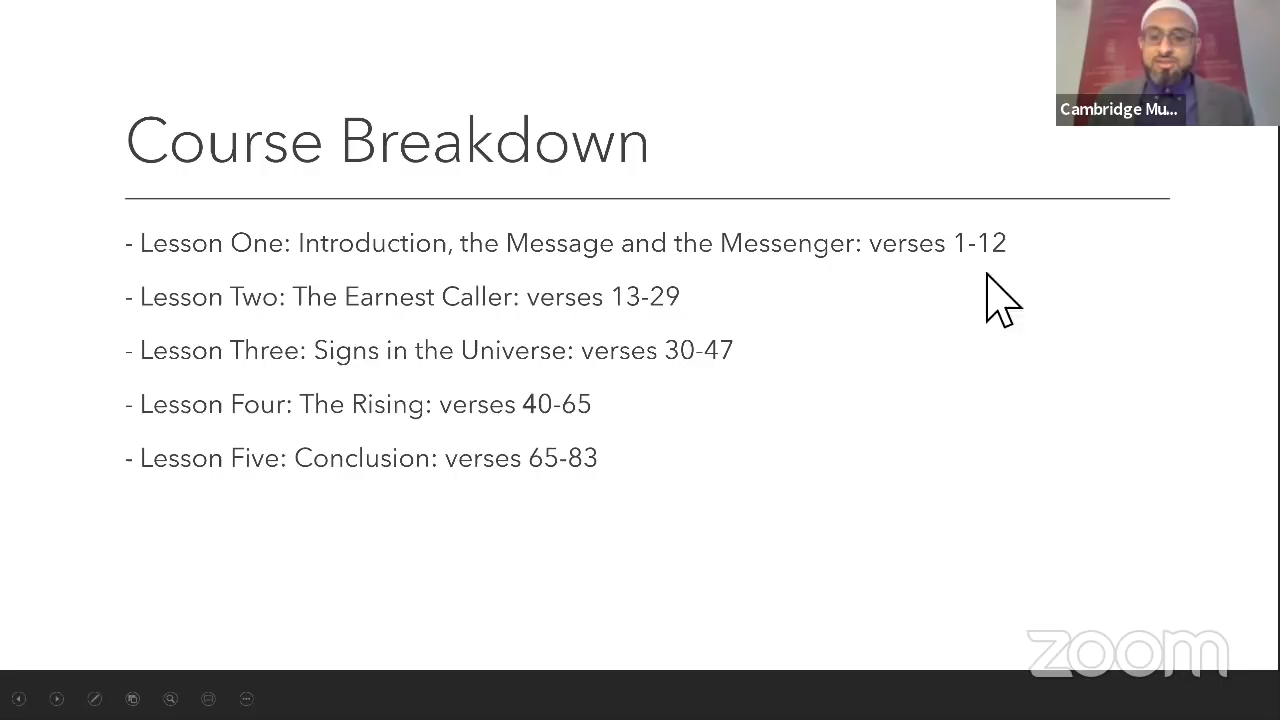 Cambridge Mu...
Course Breakdown
- Lesson One: Introduction, the Message and the Messenger: verses 1-12
- Lesson Two: The Earnest Caller: verses 13-29
- Lesson Three: Signs in the Universe: verses 30-47
- Lesson Four: The Rising: verses 40-65
- Lesson Five: Conclusion: verses 65-83
zoom